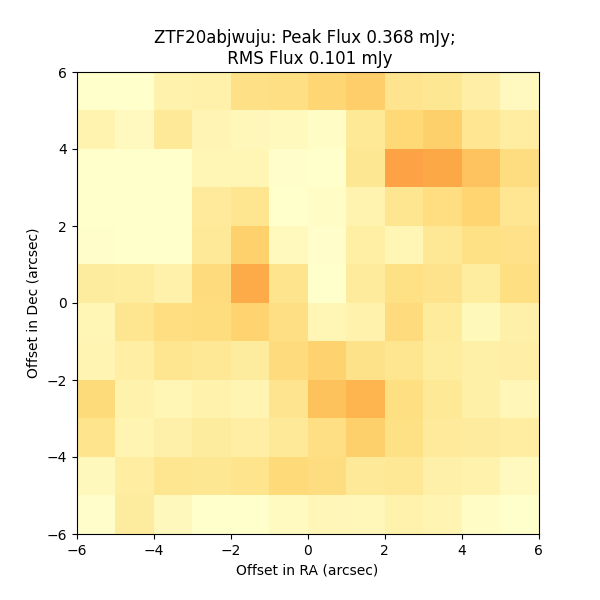 ZTF20abjwuju: Peak Flux 0.368 mJy;
RMS Flux 0.101 mJy
6
4
2
0
−2
−4
−6
Offset in Dec (arcsec)
−6 −4 −2 0 2 4 6
Offset in RA (arcsec)